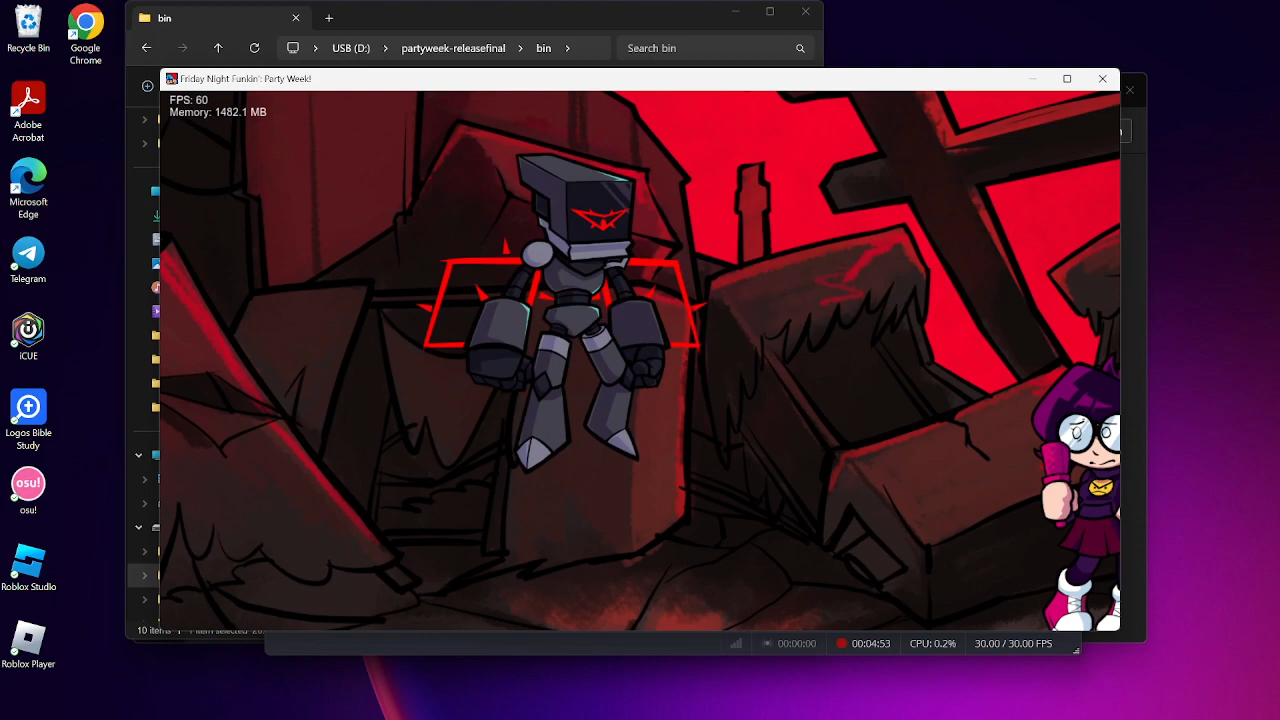 bin
USB (D:) partyweek-releasefinal bin
Search bin
Friday Night Funkin': Party Week!
FPS: 60
Memory: 1482.1 MB
Recycle Bin
Google Chrome
Adobe Acrobat
Microsoft Edge
Telegram
iCUE
Logos Bible Study
osu!
osu!
Roblox Studio
Roblox Player
10 items
00:00:00
00:04:53
CPU: 0.2%
30.00 / 30.00 FPS